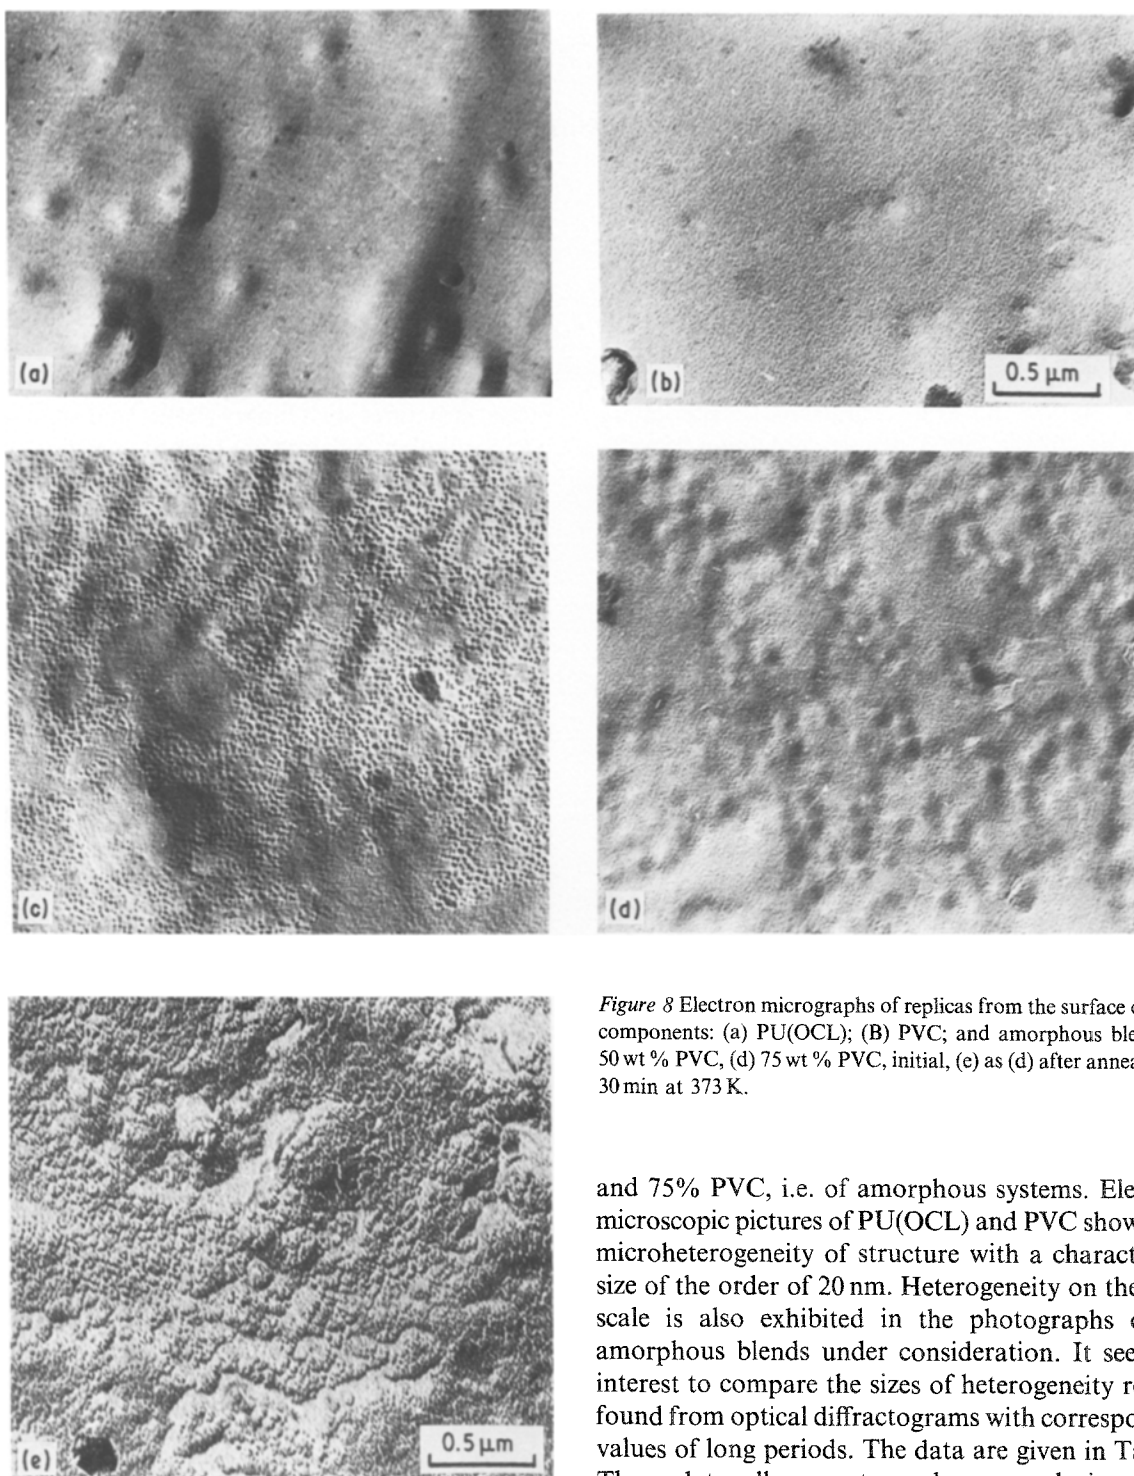 (a)
(b)
0.5 μm
(c)
(d)
(e)
0.5 μm
Figure 8 Electron micrographs of replicas from the surface
components: (a) PU(OCL); (B) PVC; and amorphous
50 wt % PVC, (d) 75 wt % PVC, initial, (e) as (d) after
30 min at 373 K.
and 75% PVC, i.e. of amorphous systems.
microscopic pictures of PU(OCL) and PVC show
microheterogeneity of structure with a
size of the order of 20 nm. Heterogeneity on the
scale is also exhibited in the photographs
amorphous blends under consideration. It
interest to compare the sizes of heterogeneity
found from optical diffractograms with
values of long periods. The data are given in